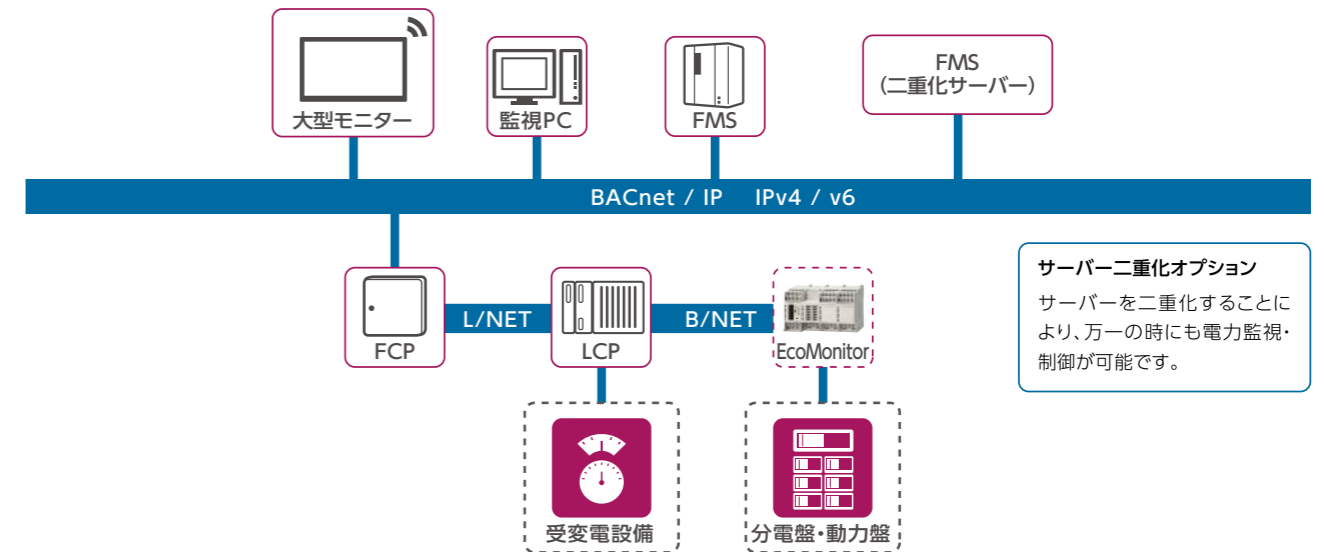 大型モニター
監視PC
FMS
FMS
（二重化サーバー）
BACnet / IP IPv4 / v6
FCP
L/NET
LCP
B/NET
EcoMonitor
サーバー二重化オプション
サーバーを二重化することに
より、万一の時にも電力監視・
制御が可能です。
受変電設備
分電盤・動力盤